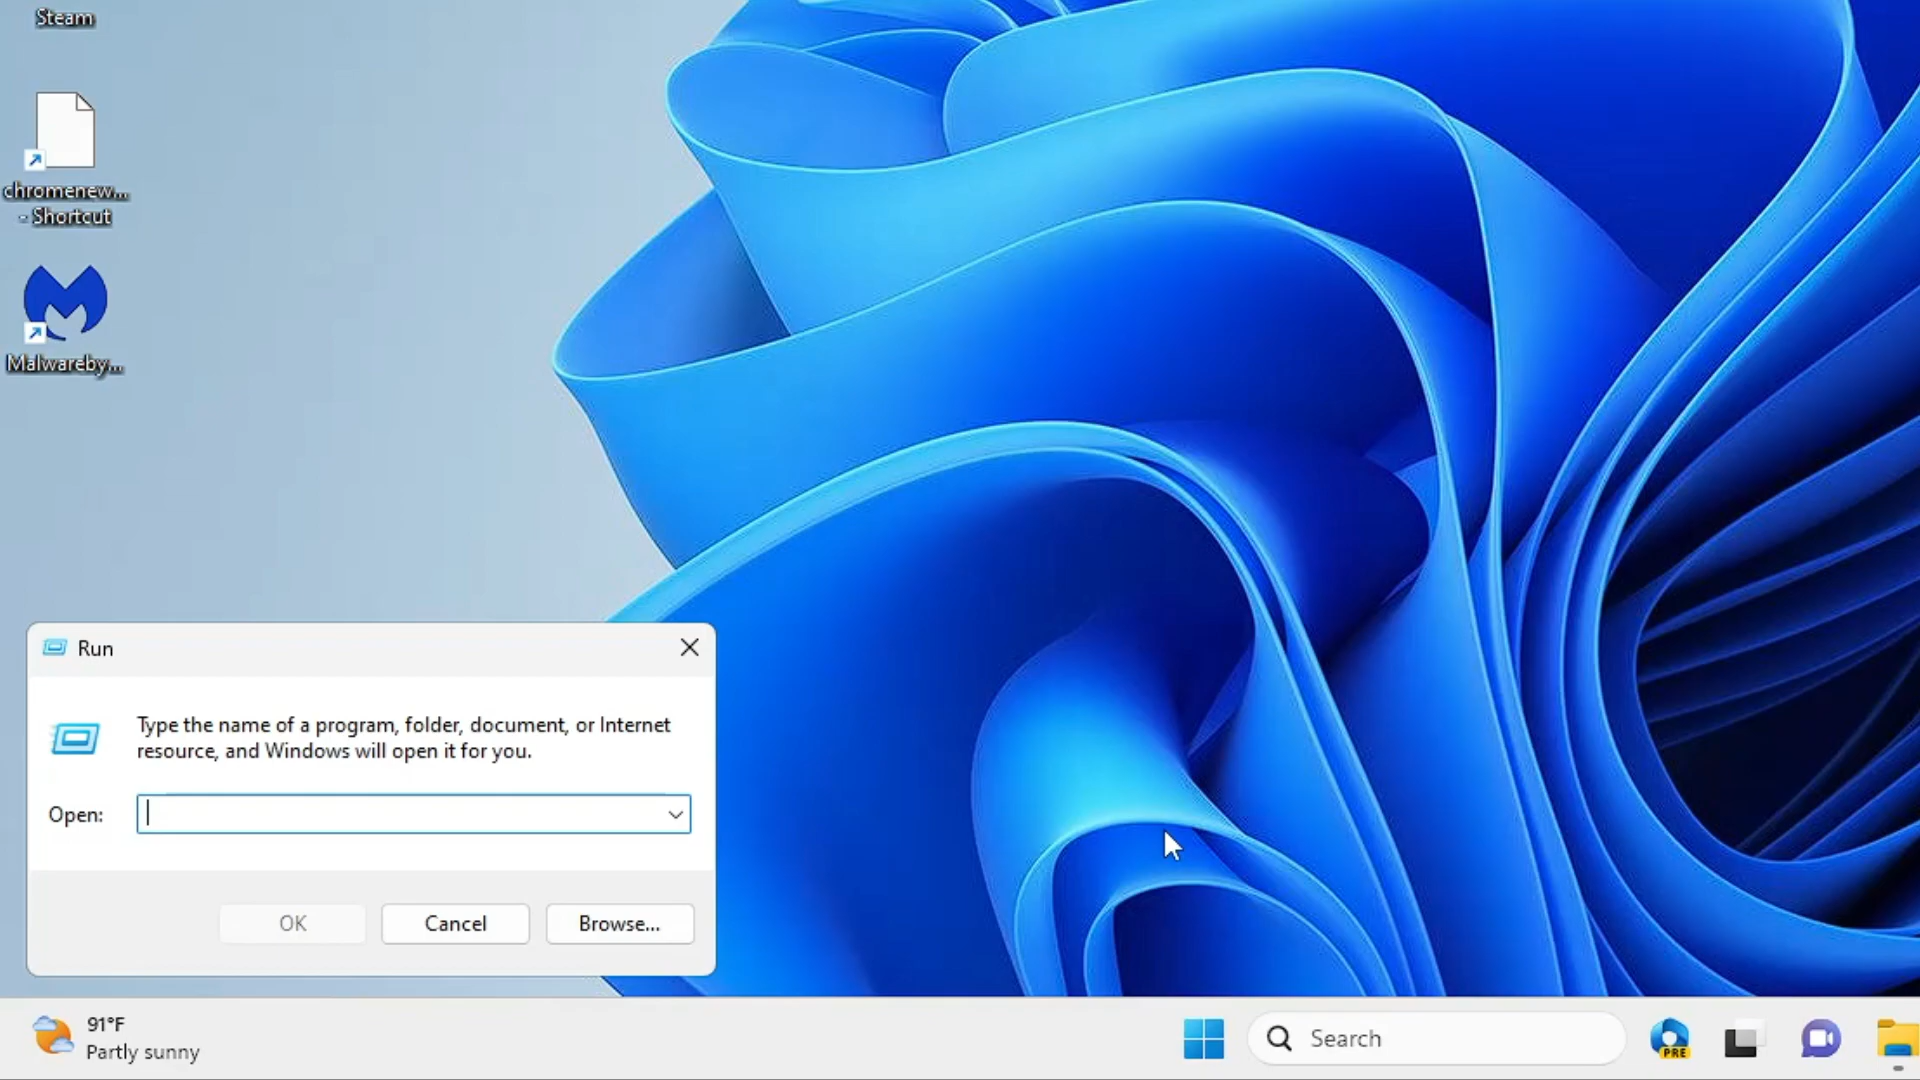 Steam
chromenew...
- Shortcut
Malwareby...
Run
Type the name of a program, folder, document, or Internet
resource, and Windows will open it for you.
Open:
OK
Cancel
Browse...
91°F
Partly sunny
Search
PRE